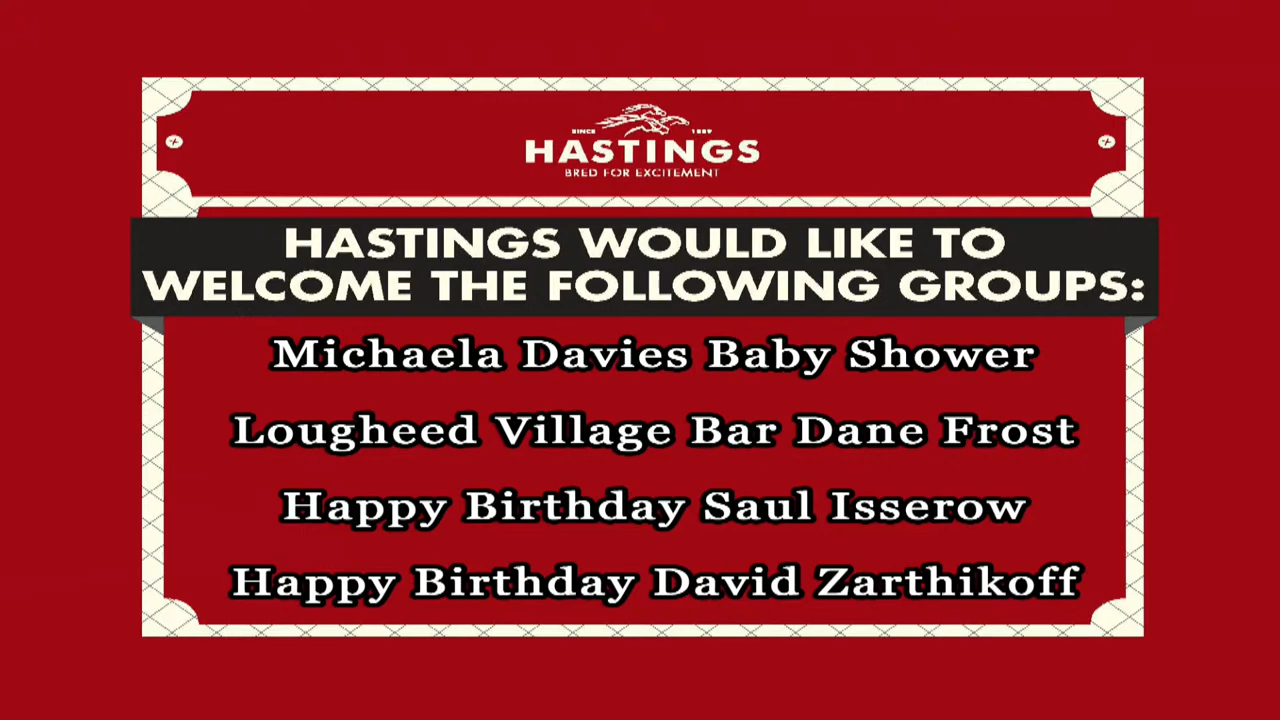 SINCE 1889
HASTINGS
BRED FOR EXCITEMENT
HASTINGS WOULD LIKE TO
WELCOME THE FOLLOWING GROUPS:
Michaela Davies Baby Shower
Lougheed Village Bar Dane Frost
Happy Birthday Saul Isserow
Happy Birthday David Zarthikoff